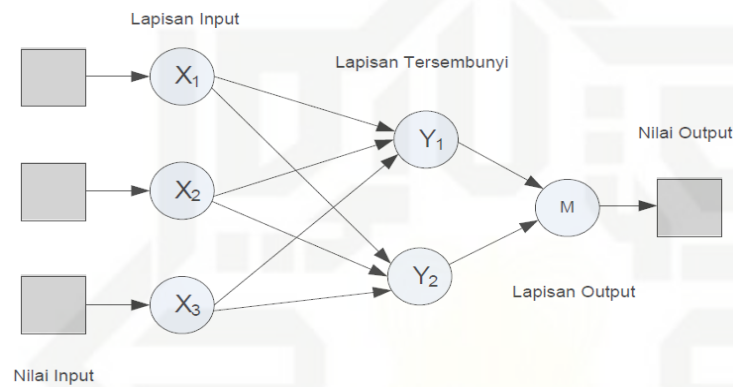 Lapisan Input
X1
Lapisan Tersembunyi
Y1
Nilai Output
X2
M
Y2
Lapisan Output
X3
Nilai Input